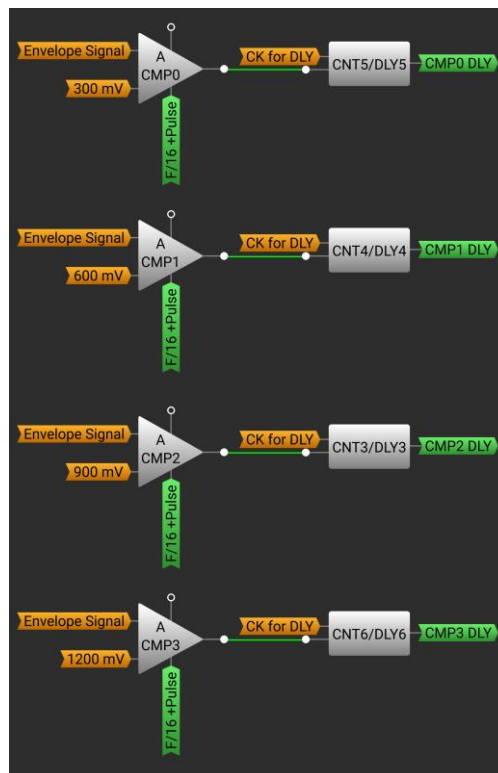 Envelope Signal
300 mV
A
CMP0
F/16 +Pulse
CK for DLY
CNT5/DLY5
CMP0 DLY
Envelope Signal
600 mV
A
CMP1
F/16 +Pulse
CK for DLY
CNT4/DLY4
CMP1 DLY
Envelope Signal
900 mV
A
CMP2
F/16 +Pulse
CK for DLY
CNT3/DLY3
CMP2 DLY
Envelope Signal
1200 mV
A
CMP3
F/16 +Pulse
CK for DLY
CNT6/DLY6
CMP3 DLY